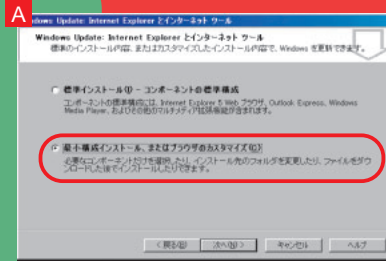 A
Windows Update: Internet Explorer とインターネット ツール
Windows Update: Internet Explorer とインターネット ツール
標準のインストール内容、またはカスタマイズしたインストール内容で、Windows を更新できます。
標準インストール(I) - コンポーネントの標準構成
コンポーネントの標準構成には、Internet Explorer 5 Web ブラウザ、Outlook Express、Windows
Media Player、およびその他のマルチメディア拡張機能が含まれます。
最小構成インストール、またはブラウザのカスタマイズ(C)
必要なコンポーネントだけを選択したり、インストール先のフォルダを変更したり、ファイルをダウ
ンロードした後でインストールしたりできます。
< 戻る(B) 次へ(N) > キャンセル ヘルプ